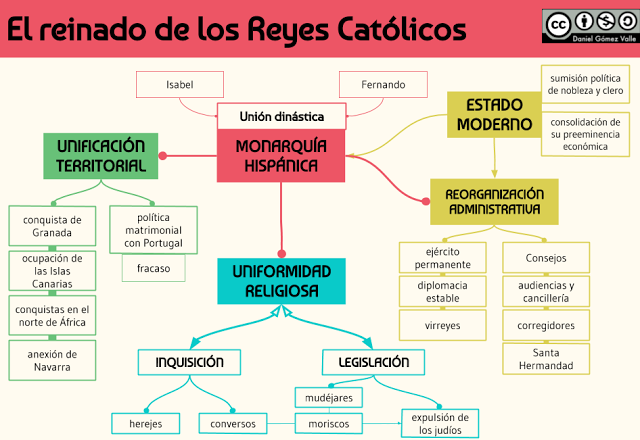 El reinado de los Reyes Católicos
CC
BY
NC
SA
Daniel Gómez Valle
Isabel
Fernando
Unión dinástica
MONARQUÍA
HISPÁNICA
ESTADO
MODERNO
sumisión política
de nobleza y clero
consolidación de
su preeminencia
económica
UNIFICACIÓN
TERRITORIAL
conquista de
Granada
ocupación de
las Islas
Canarias
conquistas en el
norte de África
anexión de
Navarra
política
matrimonial
con Portugal
fracaso
REORGANIZACIÓN
ADMINISTRATIVA
ejército
permanente
diplomacia
estable
virreyes
Consejos
audiencias y
cancillería
corregidores
Santa
Hermandad
UNIFORMIDAD
RELIGIOSA
INQUISICIÓN
herejes
conversos
LEGISLACIÓN
mudéjares
moriscos
expulsión de
los judíos